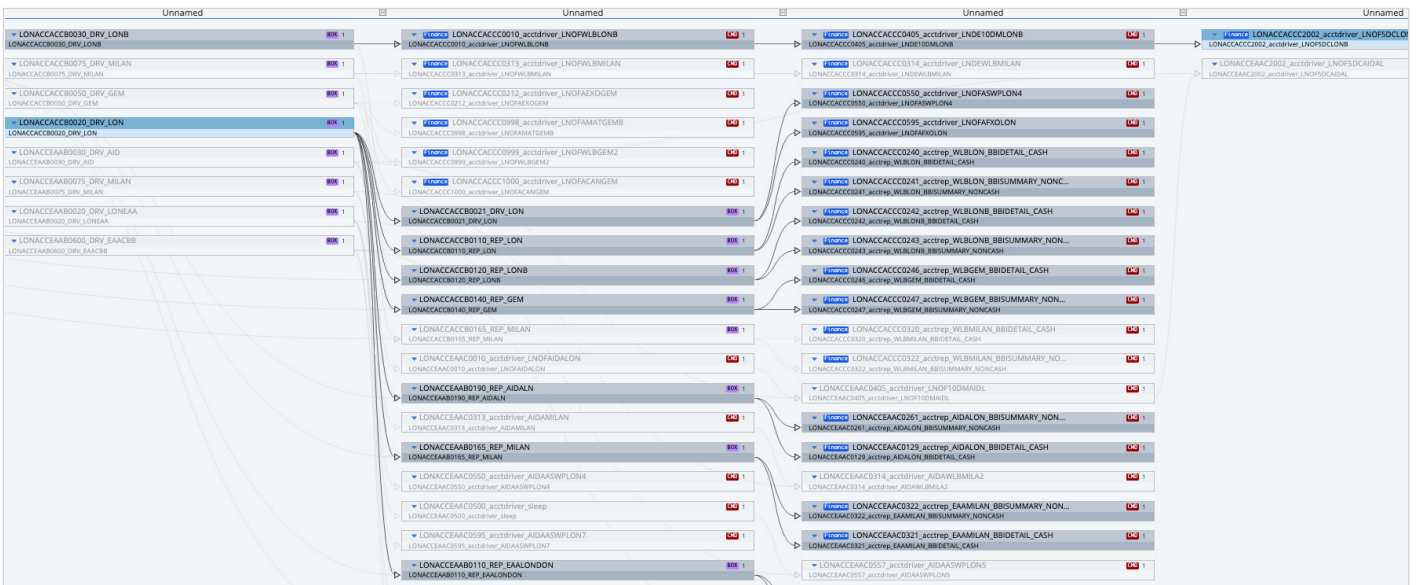 Unnamed
Unnamed
Unnamed
Unnamed
LONACCACCB0030_DRV_LONB
BOX 1
LONACCACCB0030_DRV_LONB
LONACCACCB0075_DRV_MILAN
BOX 1
LONACCACCB0075_DRV_MILAN
LONACCACCB0050_DRV_GEM
BOX 1
LONACCACCB0050_DRV_GEM
LONACCACCB0020_DRV_LON
BOX 1
LONACCACCB0020_DRV_LON
LONACCEAAB0030_DRV_AID
BOX 1
LONACCEAAB0030_DRV_AID
LONACCEAAB0075_DRV_MILAN
BOX 1
LONACCEAAB0075_DRV_MILAN
LONACCEAAB0020_DRV_LONEAA
BOX 1
LONACCEAAB0020_DRV_LONEAA
LONACCEAAB0600_DRV_EAACBB
BOX 1
LONACCEAAB0600_DRV_EAACBB
Finance LONACCACCC0010_acctdriver_LNOFWLBLONB
CMD 1
LONACCACCC0010_acctdriver_LNOFWLBLONB
Finance LONACCACCC0313_acctdriver_LNOFWLBMILAN
CMD 1
LONACCACCC0313_acctdriver_LNOFWLBMILAN
Finance LONACCACCC0212_acctdriver_LNOFAEXOGEM
CMD 1
LONACCACCC0212_acctdriver_LNOFAEXOGEM
Finance LONACCACCC0998_acctdriver_LNOFAMATGEMB
CMD 1
LONACCACCC0998_acctdriver_LNOFAMATGEMB
Finance LONACCACCC0999_acctdriver_LNOFWLBGEM2
CMD 1
LONACCACCC0999_acctdriver_LNOFWLBGEM2
Finance LONACCACCC1000_acctdriver_LNOFACANGEM
CMD 1
LONACCACCC1000_acctdriver_LNOFACANGEM
LONACCACCB0021_DRV_LON
BOX 1
LONACCACCB0021_DRV_LON
LONACCACCB0110_REP_LON
BOX 1
LONACCACCB0110_REP_LON
LONACCACCB0120_REP_LONB
BOX 1
LONACCACCB0120_REP_LONB
LONACCACCB0140_REP_GEM
BOX 1
LONACCACCB0140_REP_GEM
LONACCACCB0165_REP_MILAN
BOX 1
LONACCACCB0165_REP_MILAN
LONACCEAAC0010_acctdriver_LNOFAIDALON
CMD 1
LONACCEAAC0010_acctdriver_LNOFAIDALON
LONACCEAAB0190_REP_AIDALN
BOX 1
LONACCEAAB0190_REP_AIDALN
LONACCEAAC0313_acctdriver_AIDAMILAN
CMD 1
LONACCEAAC0313_acctdriver_AIDAMILAN
LONACCEAAB0165_REP_MILAN
BOX 1
LONACCEAAB0165_REP_MILAN
LONACCEAAC0550_acctdriver_AIDAASWPLON4
CMD 1
LONACCEAAC0550_acctdriver_AIDAASWPLON4
LONACCEAAC0500_acctdriver_sleep
CMD 1
LONACCEAAC0500_acctdriver_sleep
LONACCEAAC0595_acctdriver_AIDAASWPLON7
CMD 1
LONACCEAAC0595_acctdriver_AIDAASWPLON7
LONACCEAAB0110_REP_EAALONDON
BOX 1
LONACCEAAB0110_REP_EAALONDON
Finance LONACCACCC0405_acctdriver_LNDE10DMLONB
CMD 1
LONACCACCC0405_acctdriver_LNDE10DMLONB
Finance LONACCACCC0314_acctdriver_LNDEWLBMILAN
CMD 1
LONACCACCC0314_acctdriver_LNDEWLBMILAN
Finance LONACCACCC0550_acctdriver_LNOFASWPLON4
CMD 1
LONACCACCC0550_acctdriver_LNOFASWPLON4
Finance LONACCACCC0595_acctdriver_LNOFAFXOLON
CMD 1
LONACCACCC0595_acctdriver_LNOFAFXOLON
Finance LONACCACCC0240_acctrep_WLBLON_BBIDETAIL_CASH
CMD 1
LONACCACCC0240_acctrep_WLBLON_BBIDETAIL_CASH
Finance LONACCACCC0241_acctrep_WLBLON_BBISUMMARY_NONC...
CMD 1
LONACCACCC0241_acctrep_WLBLON_BBISUMMARY_NONCASH
Finance LONACCACCC0242_acctrep_WLBLONB_BBIDETAIL_CASH
CMD 1
LONACCACCC0242_acctrep_WLBLONB_BBIDETAIL_CASH
Finance LONACCACCC0243_acctrep_WLBLONB_BBISUMMARY_NON...
CMD 1
LONACCACCC0243_acctrep_WLBLONB_BBISUMMARY_NONCASH
Finance LONACCACCC0246_acctrep_WLBGEM_BBIDETAIL_CASH
CMD 1
LONACCACCC0246_acctrep_WLBGEM_BBIDETAIL_CASH
Finance LONACCACCC0247_acctrep_WLBGEM_BBISUMMARY_NON...
CMD 1
LONACCACCC0247_acctrep_WLBGEM_BBISUMMARY_NONCASH
Finance LONACCACCC0320_acctrep_WLBMILAN_BBIDETAIL_CASH
CMD 1
LONACCACCC0320_acctrep_WLBMILAN_BBIDETAIL_CASH
Finance LONACCACCC0322_acctrep_WLBMILAN_BBISUMMARY_NO...
CMD 1
LONACCACCC0322_acctrep_WLBMILAN_BBISUMMARY_NONCASH
LONACCEAAC0405_acctdriver_LNOF10DMAIDL
CMD 1
LONACCEAAC0405_acctdriver_LNOF10DMAIDL
Finance LONACCEAAC0261_acctrep_AIDALON_BBISUMMARY_NON...
CMD 1
LONACCEAAC0261_acctrep_AIDALON_BBISUMMARY_NONCASH
Finance LONACCEAAC0129_acctrep_AIDALON_BBIDETAIL_CASH
CMD 1
LONACCEAAC0129_acctrep_AIDALON_BBIDETAIL_CASH
LONACCEAAC0314_acctdriver_AIDAWLBMILA2
CMD 1
LONACCEAAC0314_acctdriver_AIDAWLBMILA2
Finance LONACCEAAC0322_acctrep_EAAMILAN_BBISUMMARY_NON...
CMD 1
LONACCEAAC0322_acctrep_EAAMILAN_BBISUMMARY_NONCASH
Finance LONACCEAAC0321_acctrep_EAAMILAN_BBIDETAIL_CASH
CMD 1
LONACCEAAC0321_acctrep_EAAMILAN_BBIDETAIL_CASH
LONACCEAAC0557_acctdriver_AIDAASWPLON5
CMD 1
LONACCEAAC0557_acctdriver_AIDAASWPLON5
Finance LONACCACCC2002_acctdriver_LNOF5DCLON
LONACCACCC2002_acctdriver_LNOF5DCLONB
LONACCEAAC2002_acctdriver_LNOF5DCAIDAL
LONACCEAAC2002_acctdriver_LNOF5DCAIDAL